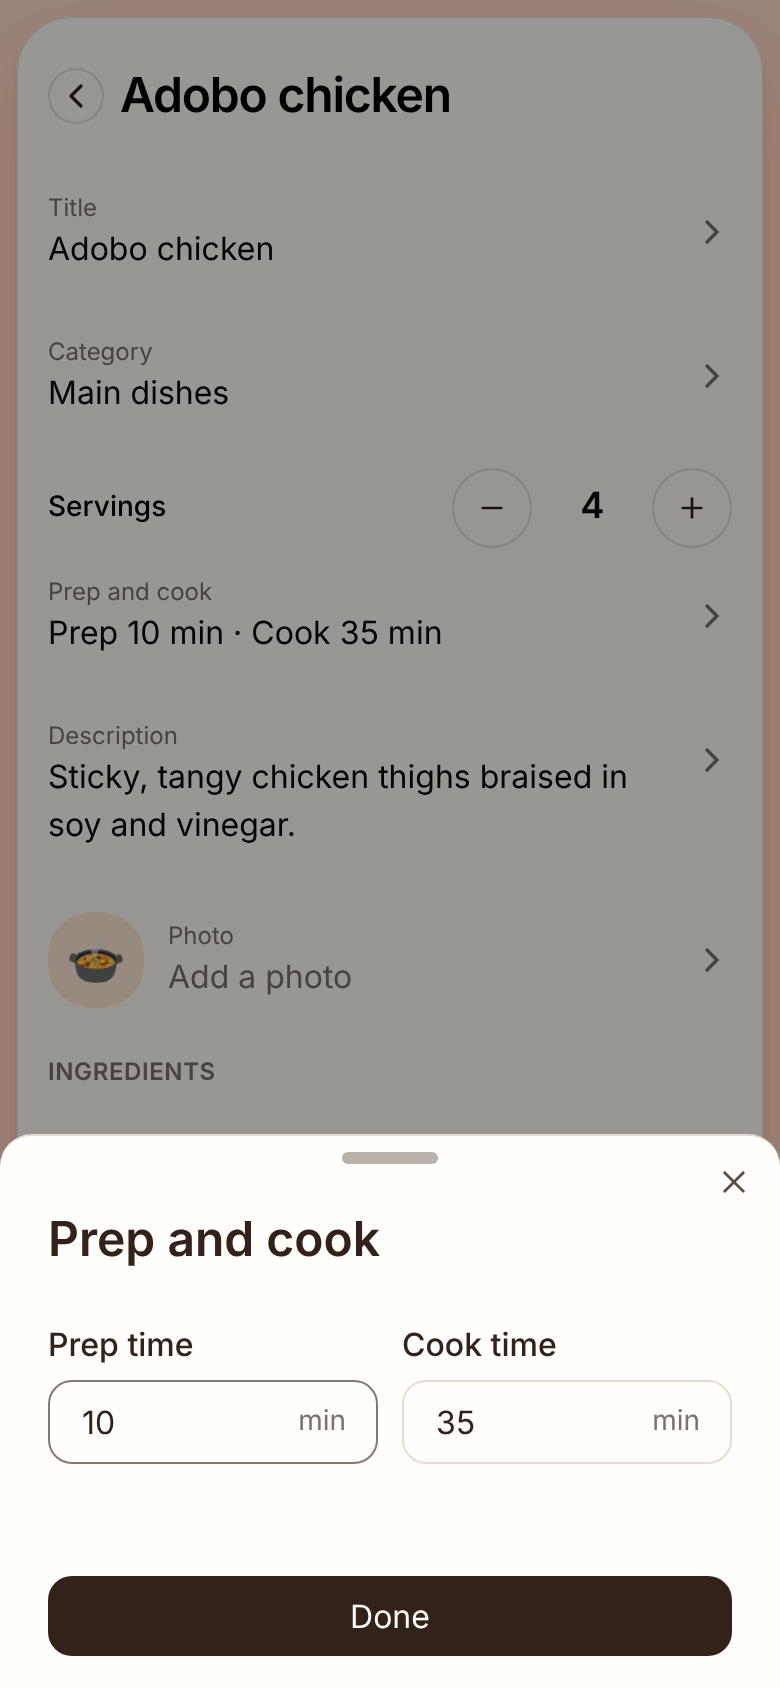 Adobo chicken
Title
Adobo chicken
Category
Main dishes
Servings
4
Prep and cook
Prep 10 min · Cook 35 min
Description
Sticky, tangy chicken thighs braised in
soy and vinegar.
Photo
Add a photo
INGREDIENTS
Prep and cook
Prep time
Cook time
10 min
35 min
Done